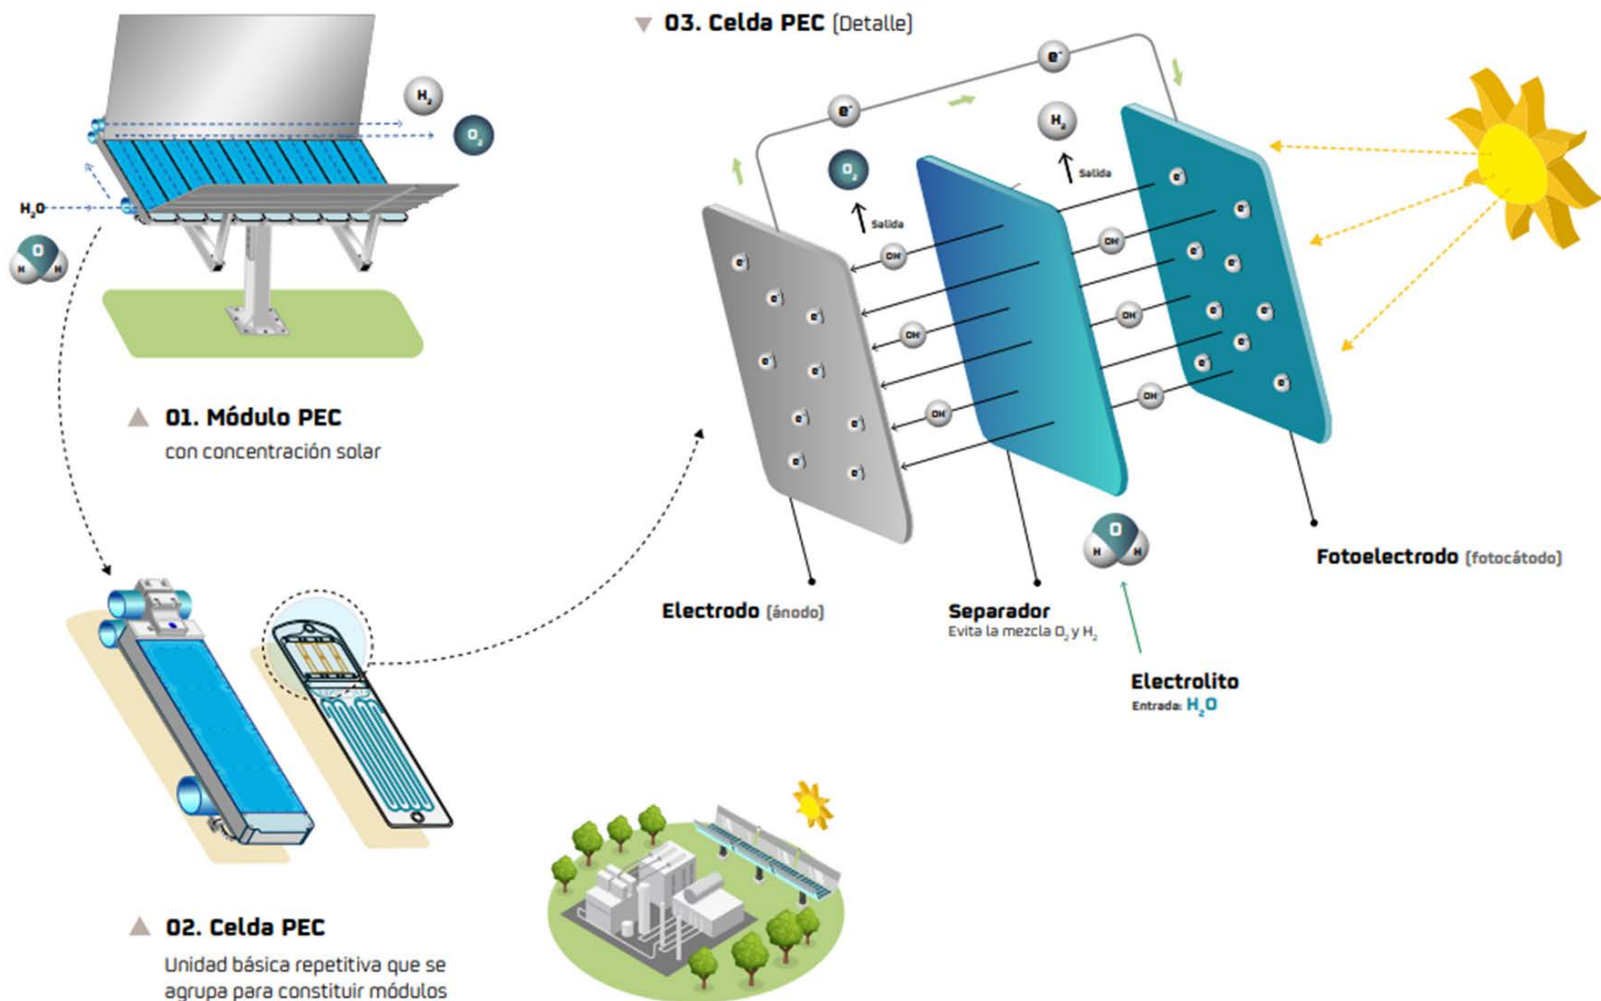 H₂
O₂
H₂O
O
H H
01. Módulo PEC
con concentración solar
02. Celda PEC
Unidad básica repetitiva que se
agrupa para constituir módulos
03. Celda PEC (Detalle)
e⁻
e⁻
H₂
O₂
Salida
Salida
e⁻
e⁻
e⁻
e⁻
e⁻
e⁻
e⁻
e⁻
e⁻
OH⁻
OH⁻
OH⁻
OH⁻
OH⁻
OH⁻
e⁻
e⁻
e⁻
e⁻
e⁻
e⁻
e⁻
e⁻
e⁻
Electrodo (ánodo)
Separador
Evita la mezcla O₂ y H₂
O
H H
Fotoelectrodo (fotocátodo)
Electrolito
Entrada: H₂O